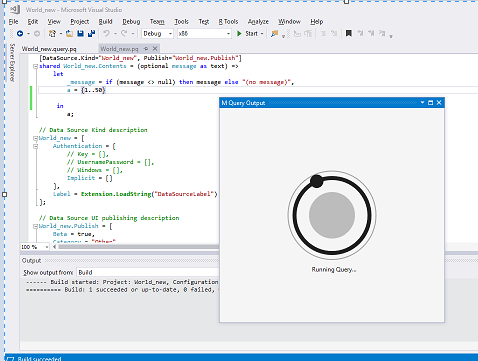 World_new - Microsoft Visual Studio
File Edit View Project Build Debug Team Tools Test R Tools Analyze Window Help
Debug x86 Start
Server Explorer
World_new.query.pq World_new.pq
[DataSource.Kind="World_new", Publish="World_new.Publish"]
shared World_new.Contents = (optional message as text) =>
let
_message = if (message <> null) then message else "(no message)",
a = {1..50}
in
a;
// Data Source Kind description
World_new = [
Authentication = [
// Key = [],
// UsernamePassword = [],
// Windows = [],
Implicit = []
],
Label = Extension.LoadString("DataSourceLabel")
];
// Data Source UI publishing description
World_new.Publish = [
Beta = true,
Category = "Other",
100 %
M Query Output
Running Query...
Output
Show output from: Build
------ Build started: Project: World_new, Configuration
========== Build: 1 succeeded or up-to-date, 0 failed,
Build succeeded